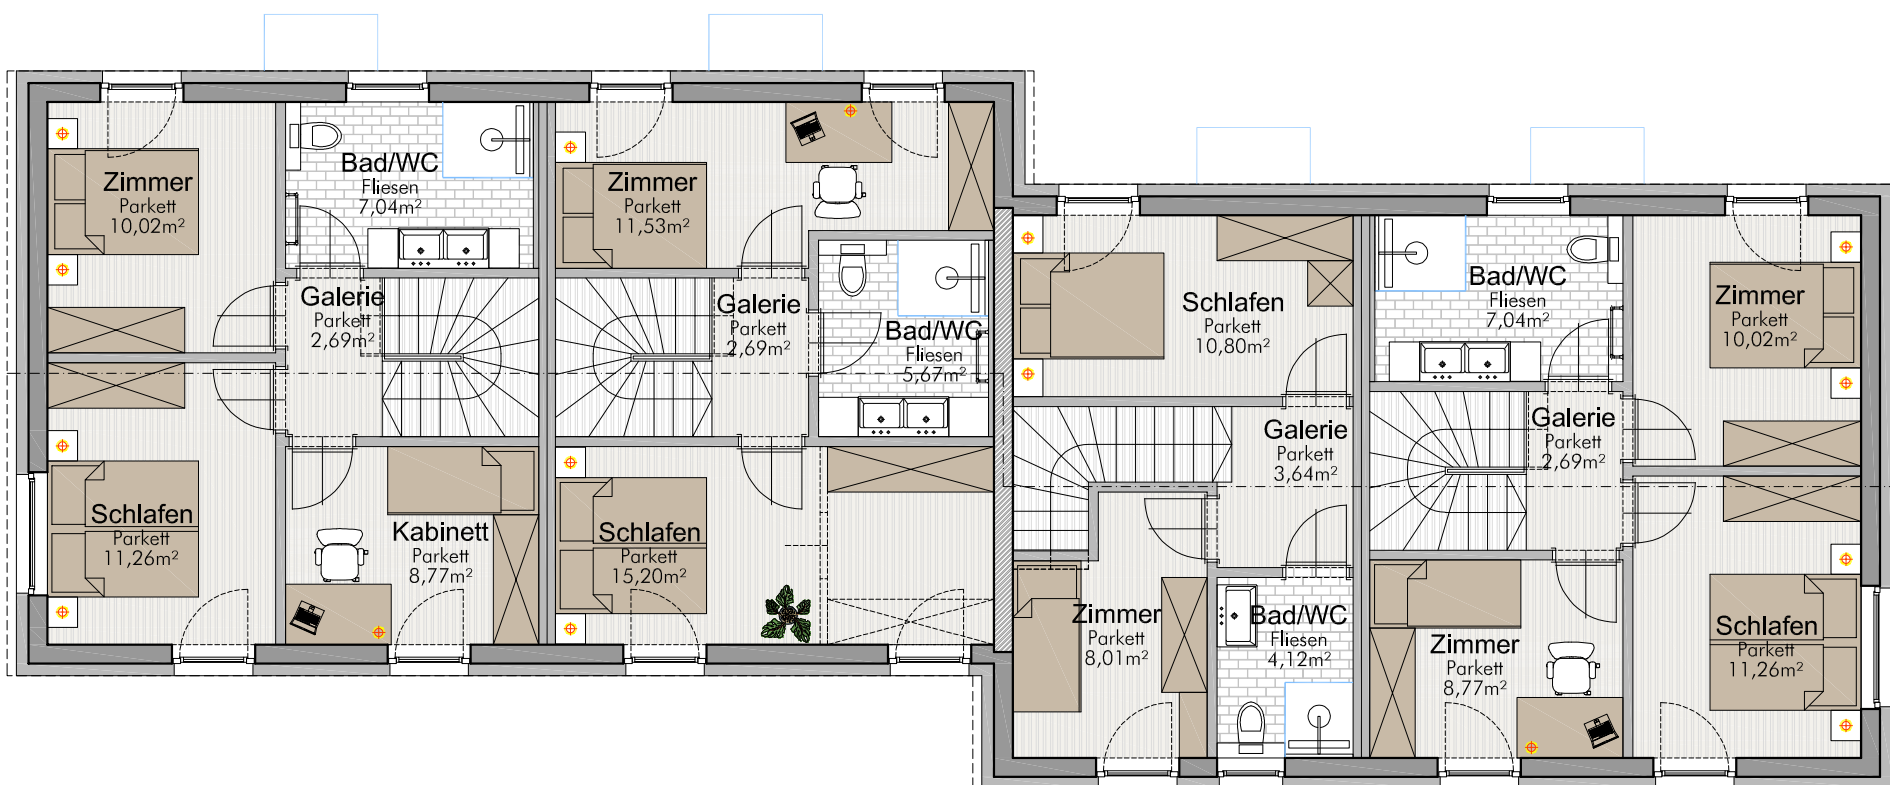 Zimmer
Parkett
10,02m²
Bad/WC
Fliesen
7,04m²
Zimmer
Parkett
11,53m²
Galerie
Parkett
2,69m²
Galerie
Parkett
2,69m²
Bad/WC
Fliesen
5,67m²
Schlafen
Parkett
10,80m²
Bad/WC
Fliesen
7,04m²
Zimmer
Parkett
10,02m²
Schlafen
Parkett
11,26m²
Kabinett
Parkett
8,77m²
Schlafen
Parkett
15,20m²
Galerie
Parkett
3,64m²
Galerie
Parkett
2,69m²
Zimmer
Parkett
8,01m²
Bad/WC
Fliesen
4,12m²
Zimmer
Parkett
8,77m²
Schlafen
Parkett
11,26m²